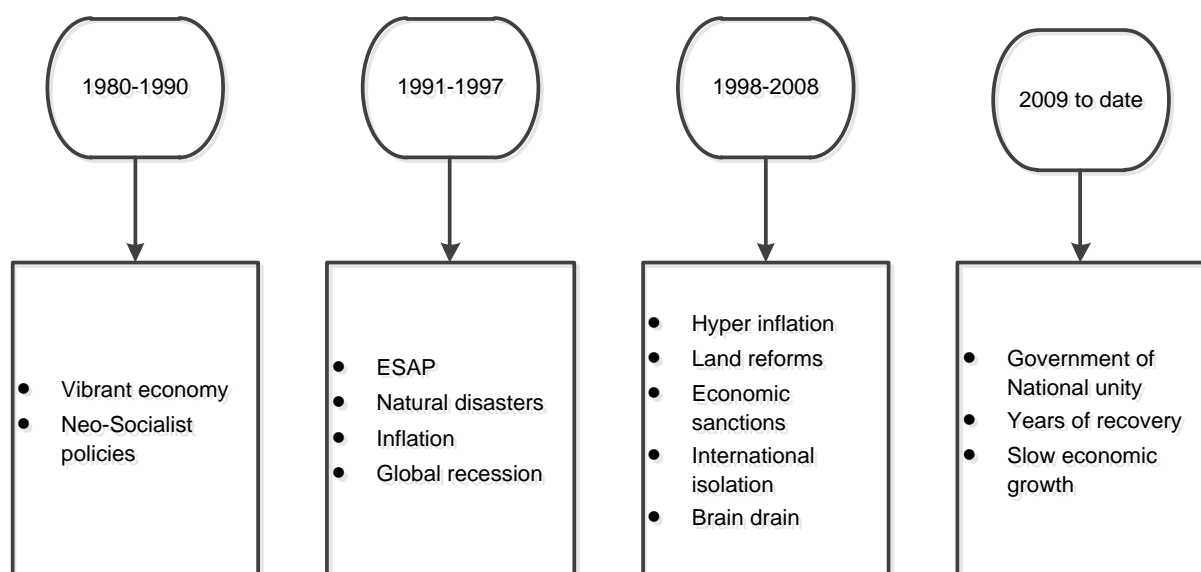 1980-1990
1991-1997
1998-2008
2009 to date
● Vibrant economy
● Neo-Socialist
policies
● ESAP
● Natural disasters
● Inflation
● Global recession
● Hyper inflation
● Land reforms
● Economic
sanctions
● International
isolation
● Brain drain
● Government of
National unity
● Years of recovery
● Slow economic
growth